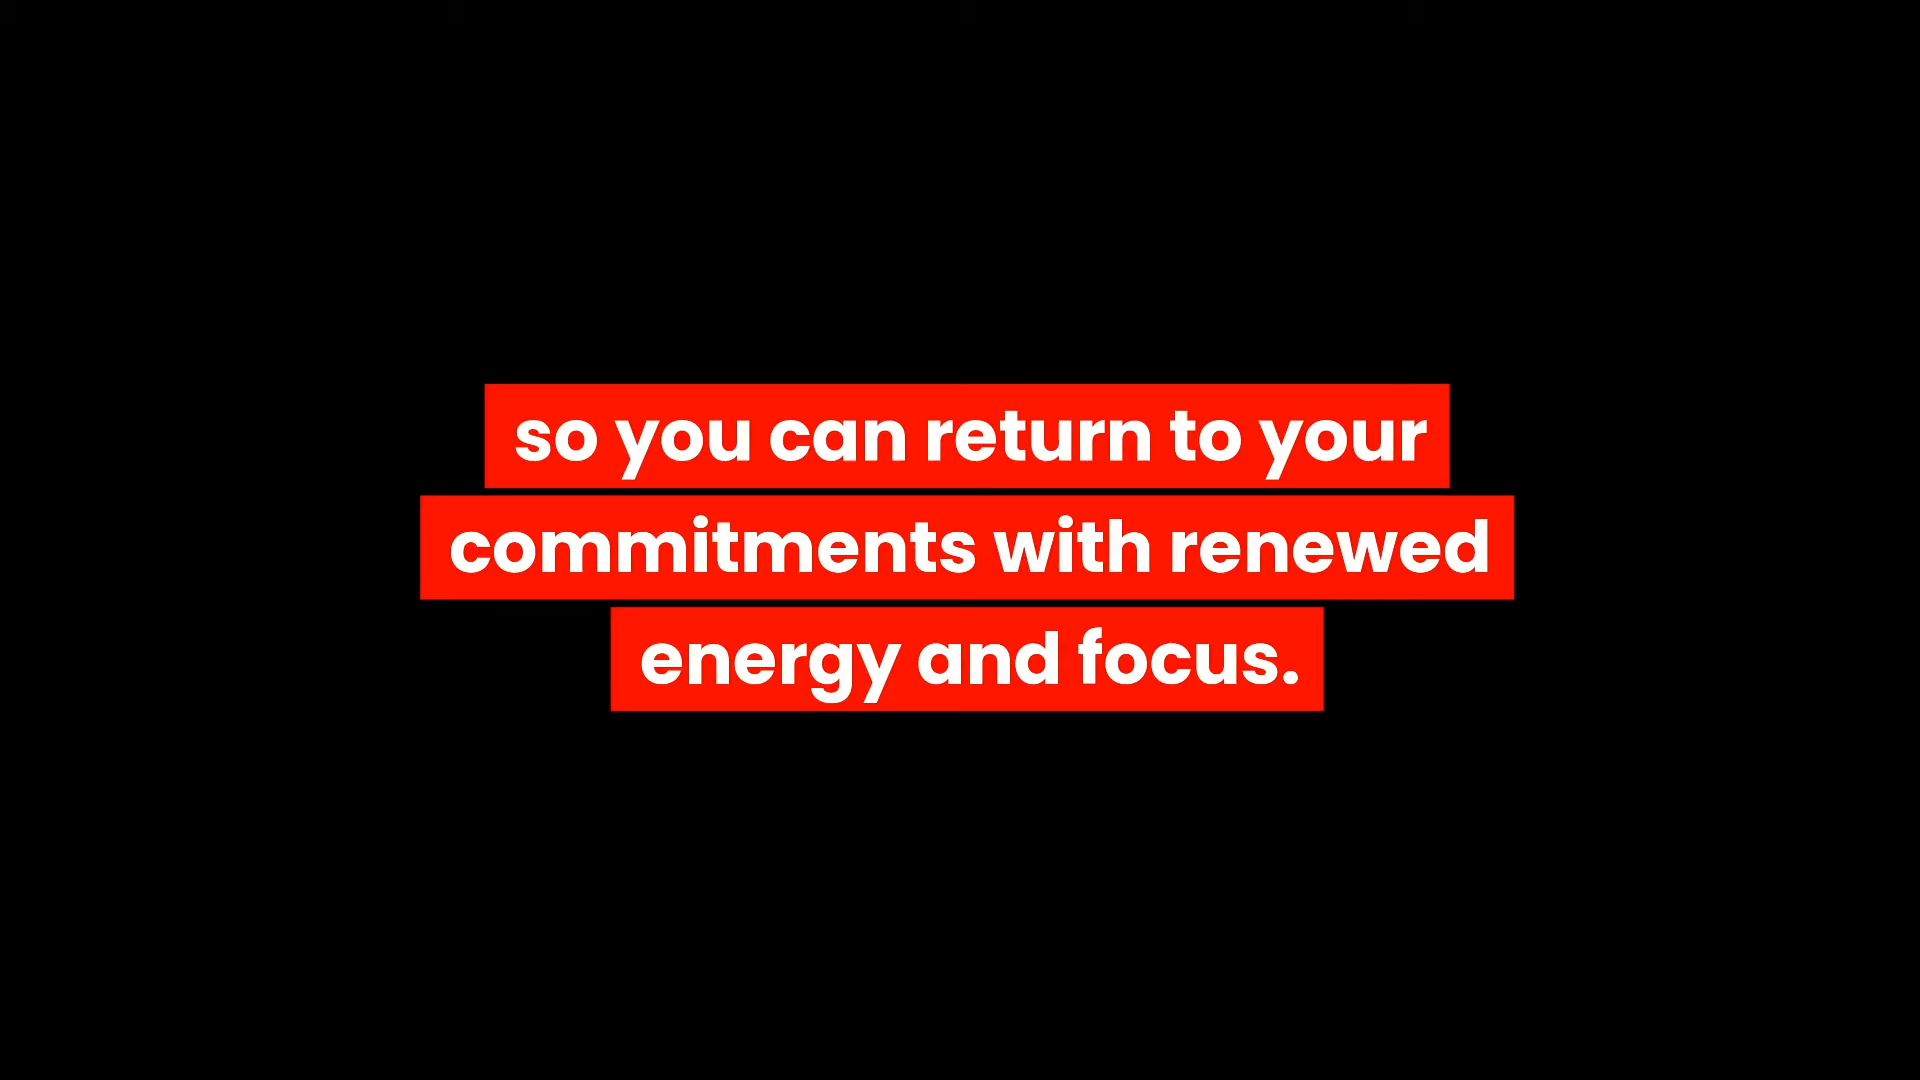 so you can return to your
commitments with renewed
energy and focus.